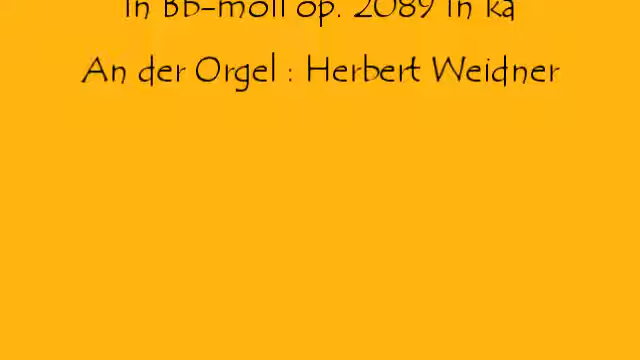 in Bb-moll op. 2089 in ka
An der Orgel : Herbert Weidner